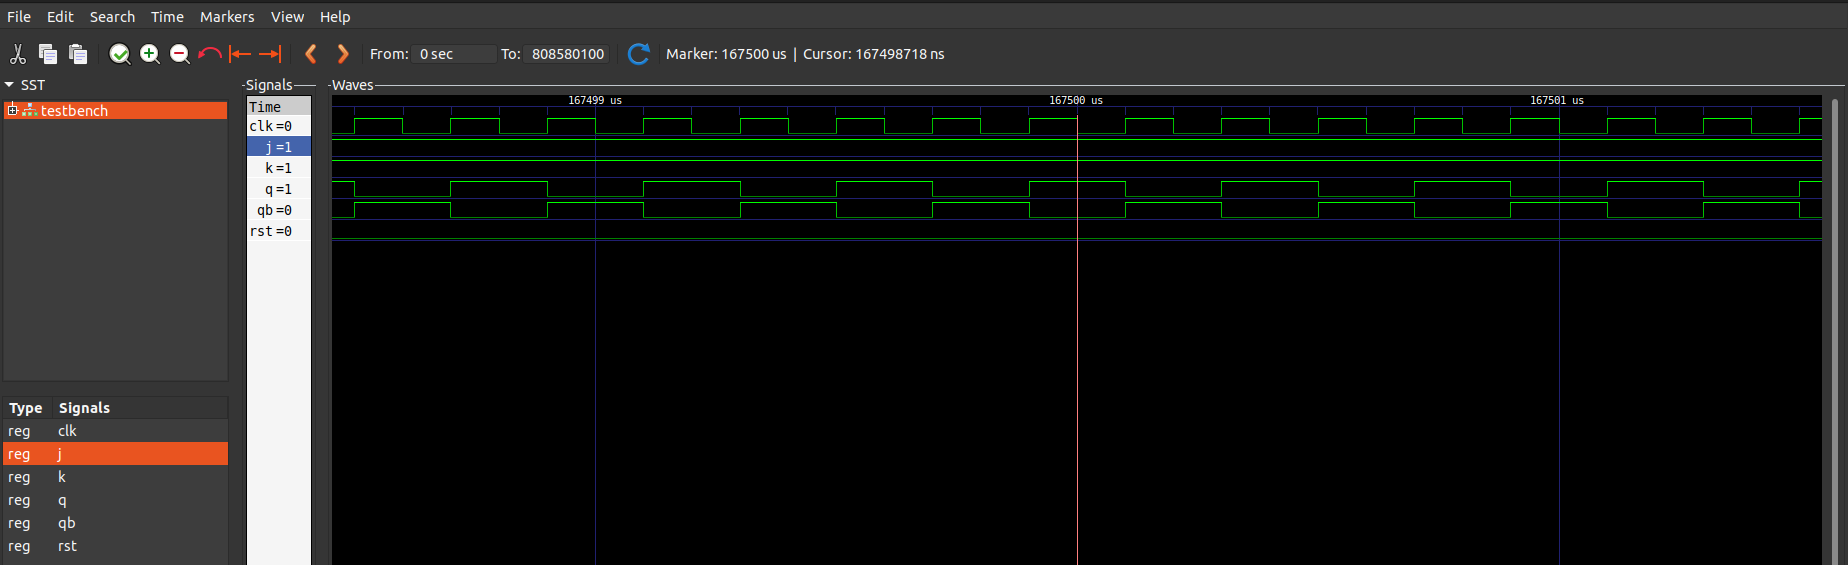 File Edit Search Time Markers View Help
From: 0 sec To: 808580100 Marker: 167500 us | Cursor: 167498718 ns
SST
testbench
Type Signals
reg clk
reg j
reg k
reg q
reg qb
reg rst
Signals
Time
clk=0
j=1
k=1
q=1
qb=0
rst=0
Waves
167499 us 167500 us 167501 us